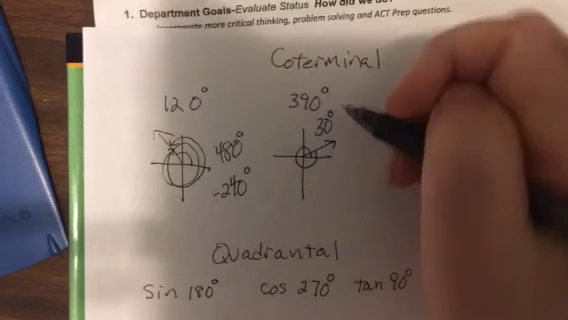 1. Department Goals-Evaluate Status How did we do?
more critical thinking, problem solving and ACT Prep questions.
Coterminal
120° 390°
30°
480°
-240°
Quadrantal
sin 180° cos 270° tan 90°